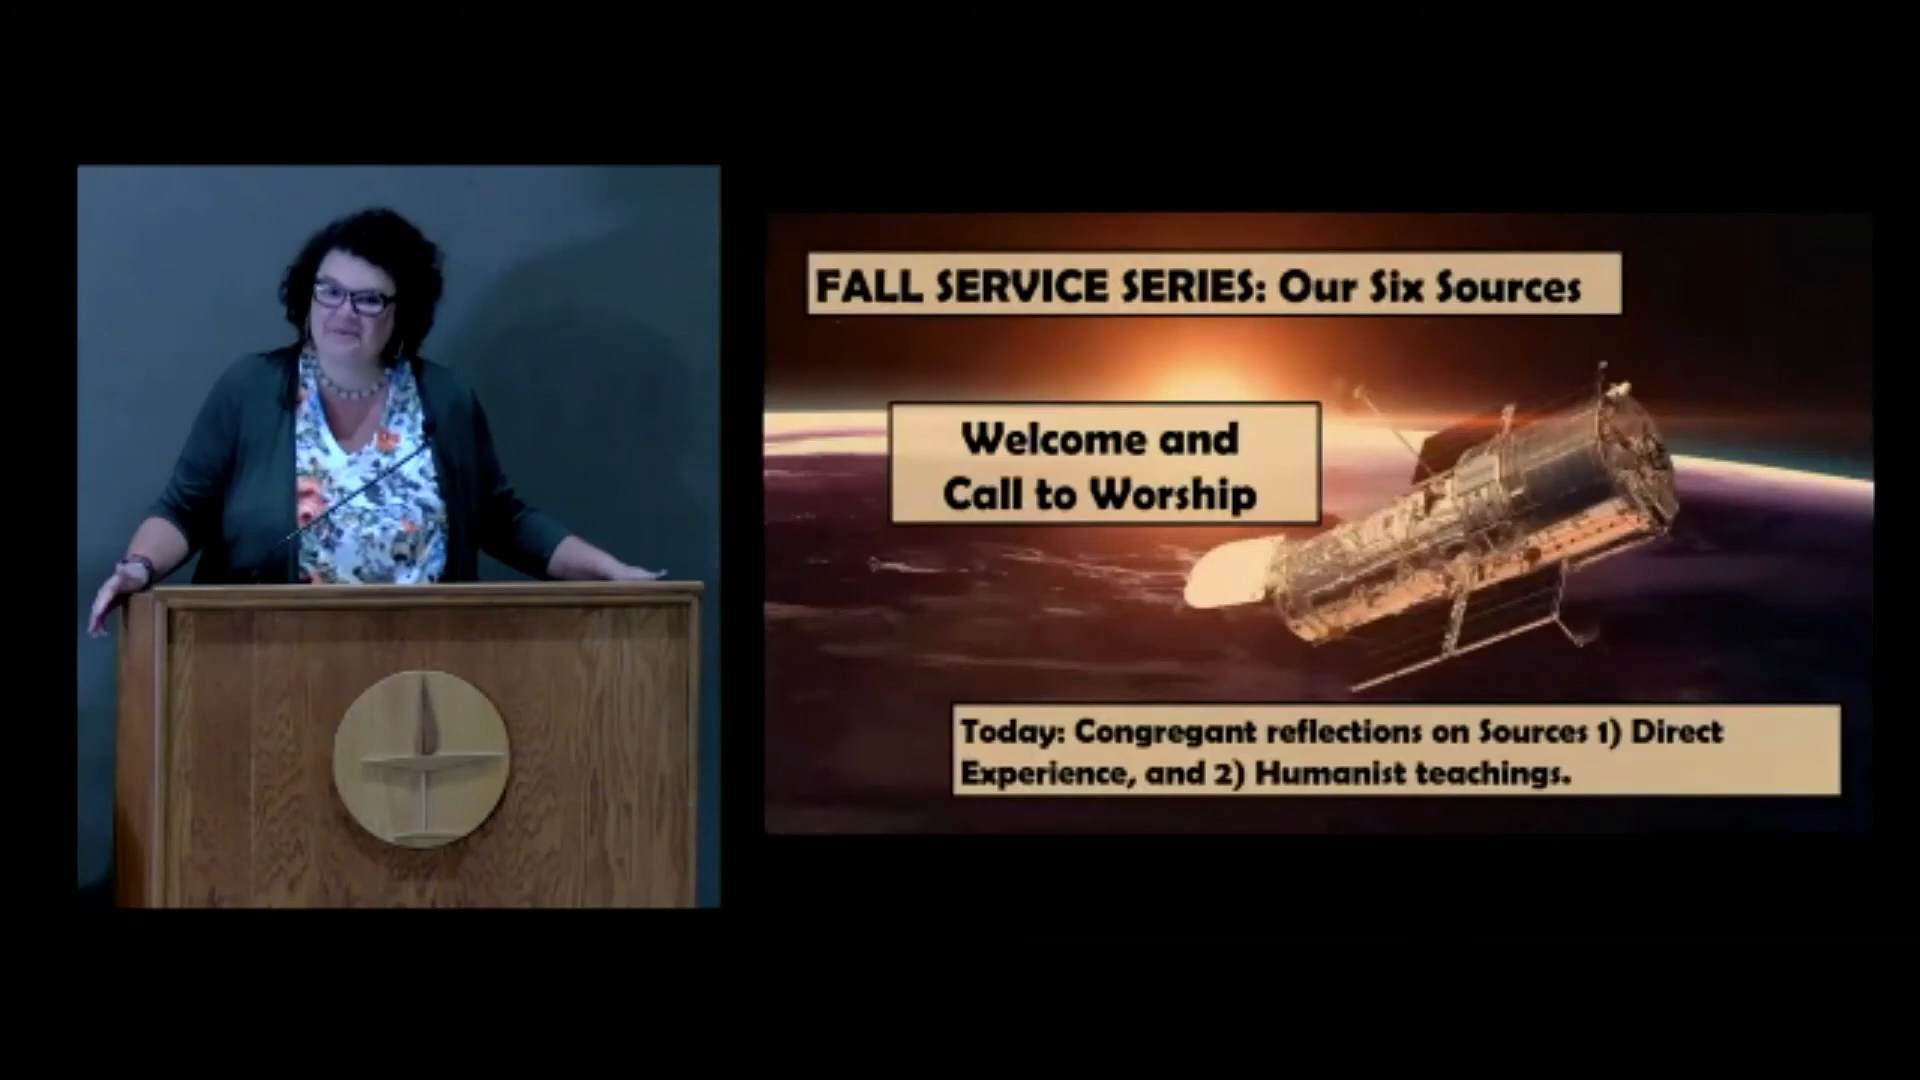 FALL SERVICE SERIES: Our Six Sources
Welcome and
Call to Worship
Today: Congregant reflections on Sources 1) Direct
Experience, and 2) Humanist teachings.